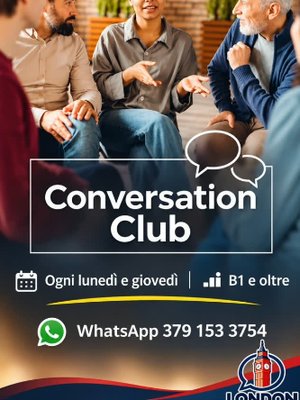 Conversation
Club
Ogni lunedì e giovedì | B1 e oltre
WhatsApp 379 153 3754
LONDON